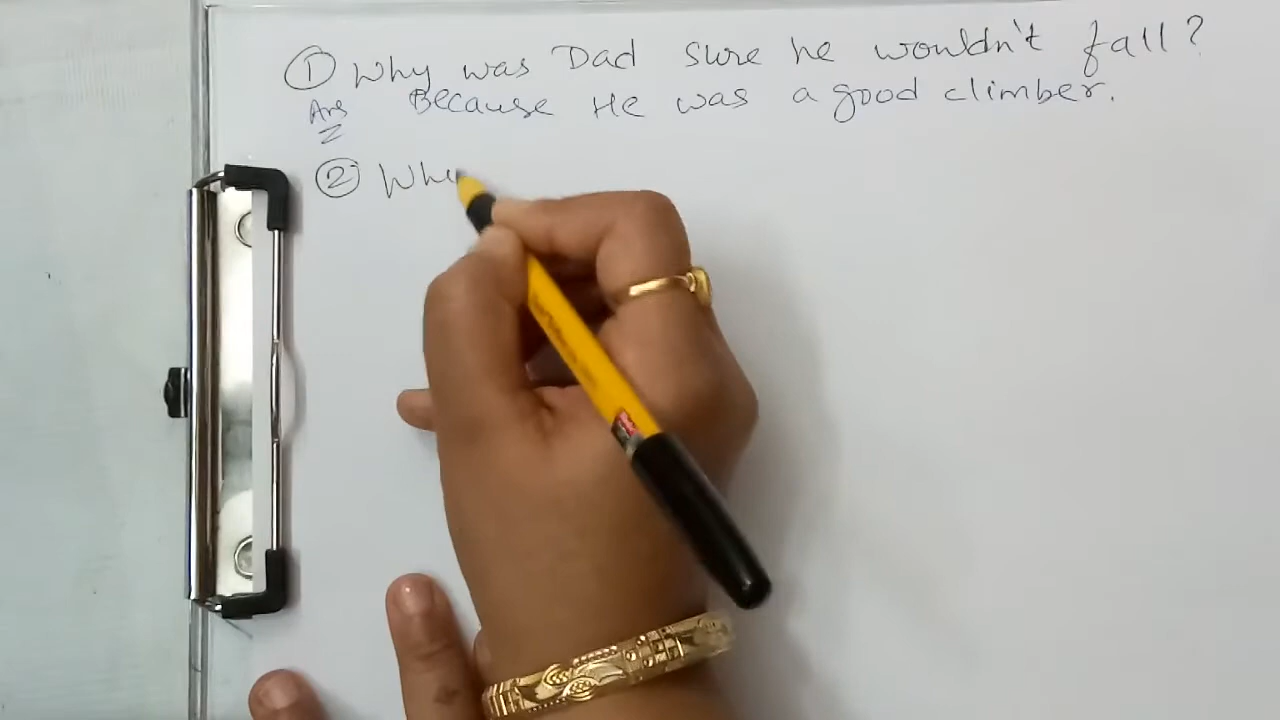 ① Why was Dad sure he wouldn't fall?
Ans Because He was a good climber.
② Whe